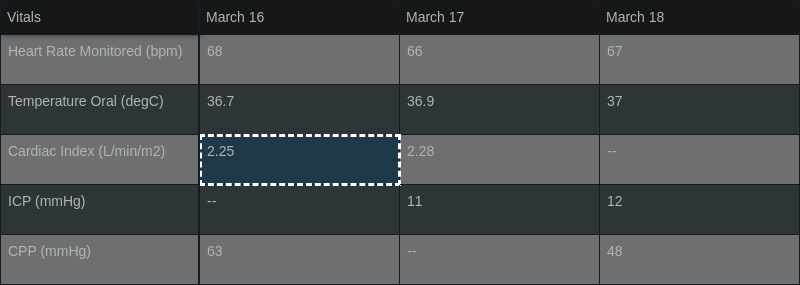 Vitals March 16 March 17 March 18
Heart Rate Monitored (bpm) 68 66 67
Temperature Oral (degC) 36.7 36.9 37
Cardiac Index (L/min/m2) 2.25 2.28 --
ICP (mmHg) -- 11 12
CPP (mmHg) 63 -- 48